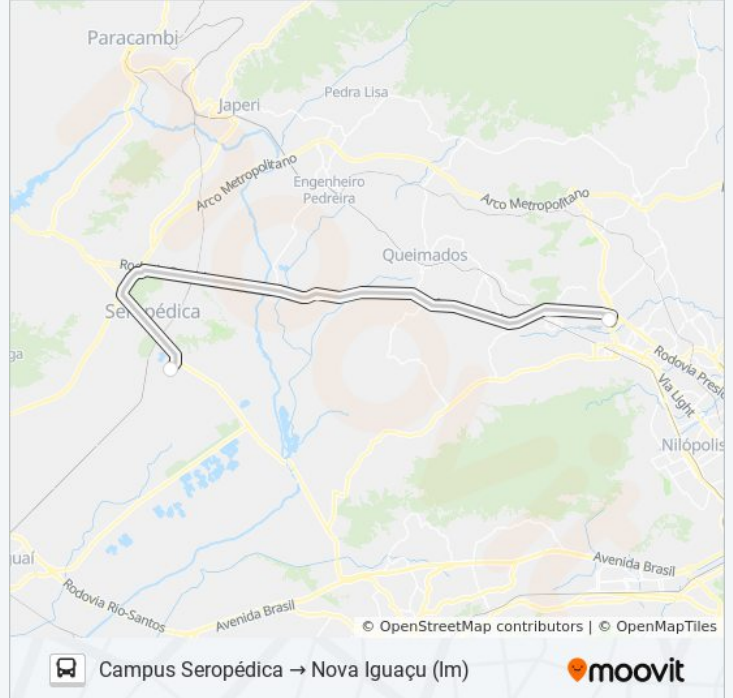 Paracambi
Japeri
Pedra Lisa
Arco Metropolitano
Engenheiro
Pedreira
Arco Metropolitano
Queimados
Seropédica
Rodovia Presi
Via Light
Nilópolis
Avenida Brasil
Rodovia Rio-Santos
Avenida Brasil
© OpenStreetMap contributors | © OpenMapTiles
Campus Seropédica → Nova Iguaçu (Im)
moovit